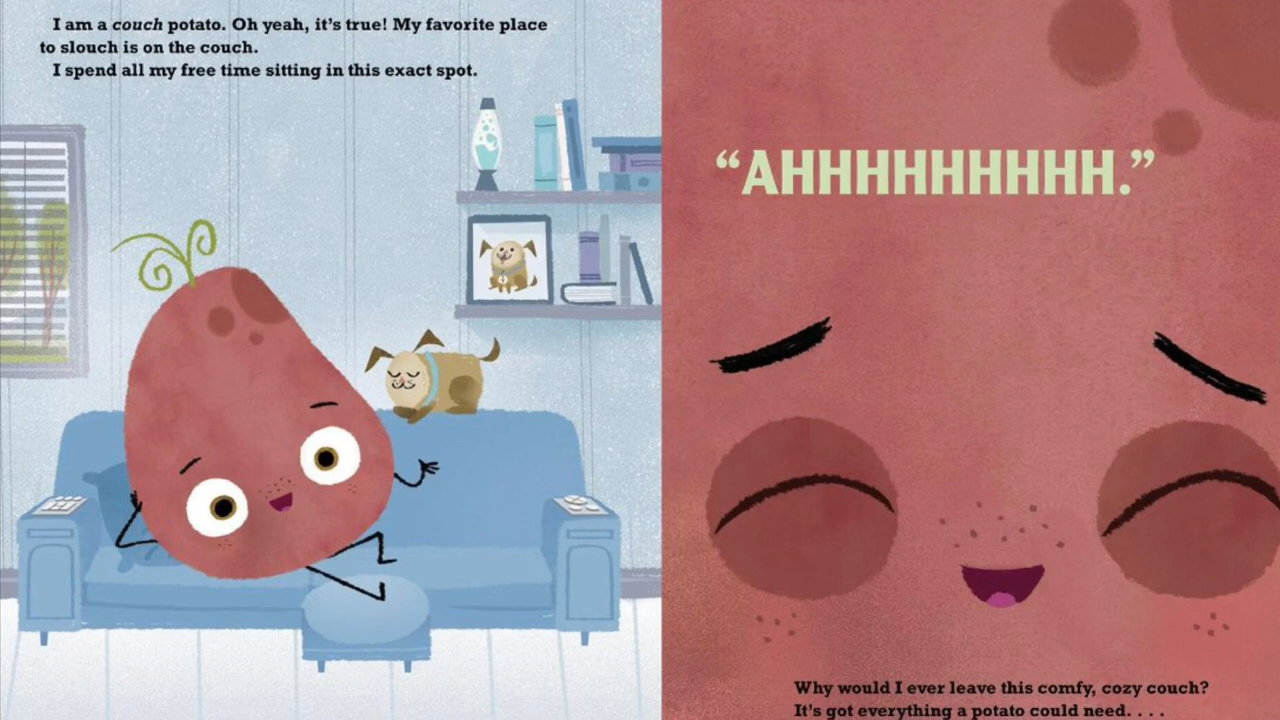 I am a couch potato. Oh yeah, it's true! My favorite place
to slouch is on the couch.
I spend all my free time sitting in this exact spot.
“AHHHHHHHHHH.”
Why would I ever leave this comfy, cozy couch?
It's got everything a potato could need. . . .